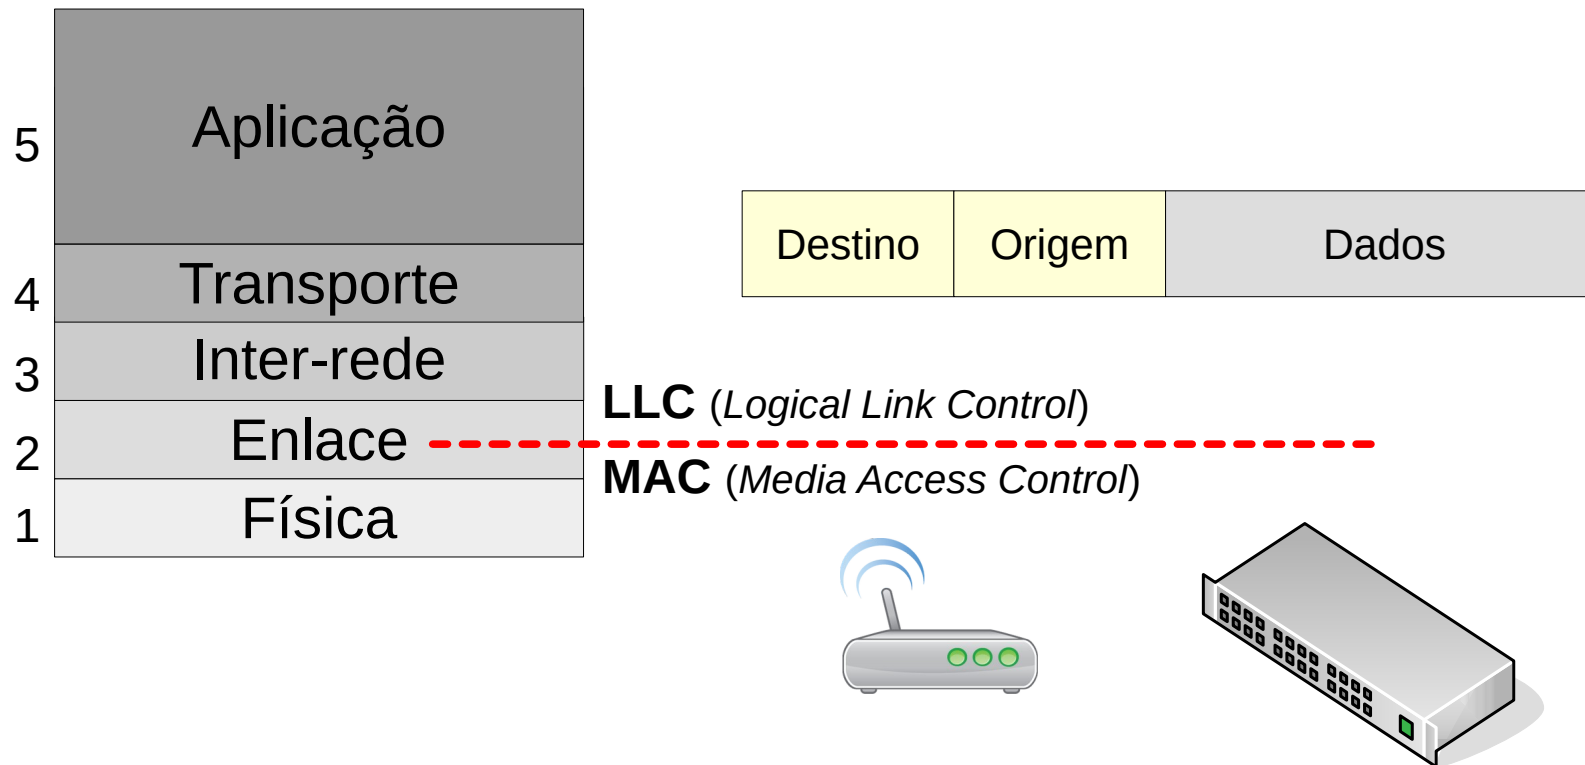 5 Aplicação
Destino Origem Dados
4 Transporte
3 Inter-rede
LLC (Logical Link Control)
2 Enlace
MAC (Media Access Control)
1 Física